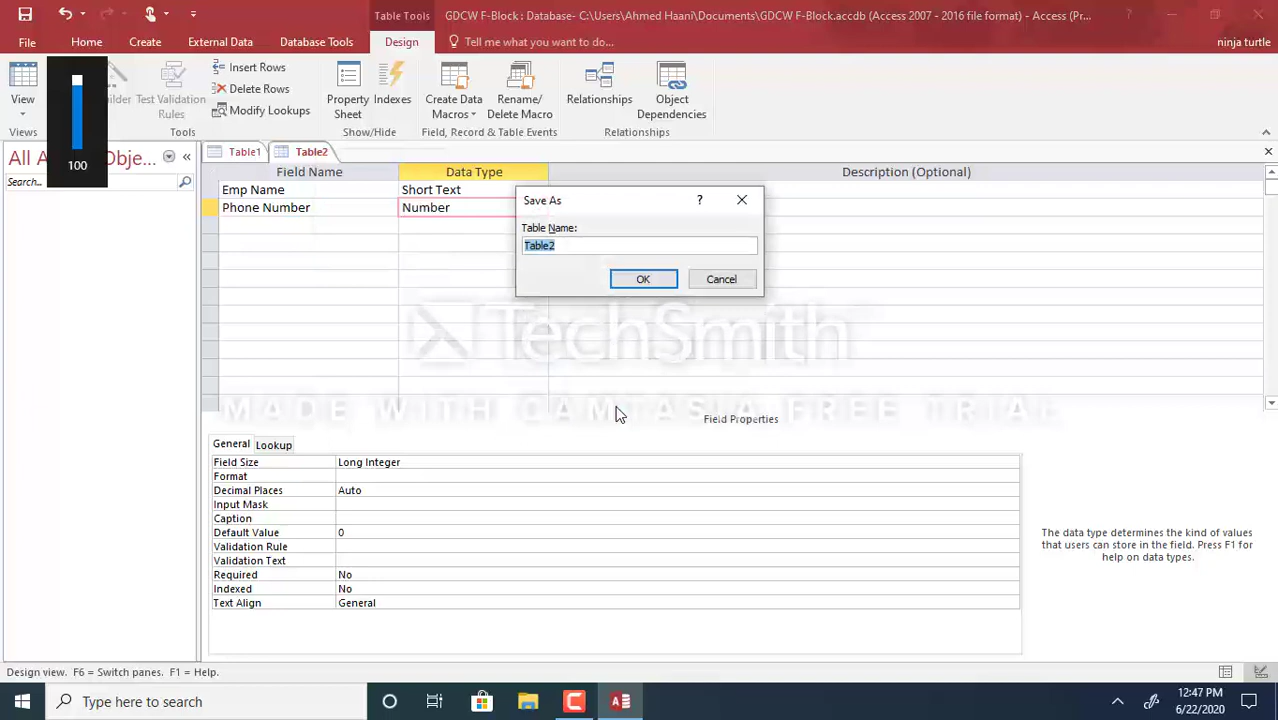 Table Tools
GDCW F-Block : Database- C:\Users\Ahmed Haani\Documents\GDCW F-Block.accdb (Access 2007 - 2016 file format) - Access (Pr...
File
Home
Create
External Data
Database Tools
Design
Tell me what you want to do...
ninja turtle
View
Test Validation
Rules
Insert Rows
Delete Rows
Modify Lookups
Property
Sheet
Indexes
Create Data
Macros
Rename/
Delete Macro
Relationships
Object
Dependencies
Views
Tools
Show/Hide
Field, Record & Table Events
Relationships
100
Search...
Table1
Table2
Field Name
Data Type
Description (Optional)
Emp Name
Short Text
Phone Number
Number
Save As
?
Table Name:
Table2
OK
Cancel
TechSmith
MADE WITH CAMTASIA FREE TRIAL
Field Properties
General
Lookup
Field Size
Long Integer
Format
Decimal Places
Auto
Input Mask
Caption
Default Value
0
Validation Rule
Validation Text
Required
No
Indexed
No
Text Align
General
The data type determines the kind of values
that users can store in the field. Press F1 for
help on data types.
Design view.  F6 = Switch panes.  F1 = Help.
Type here to search
12:47 PM
6/22/2020